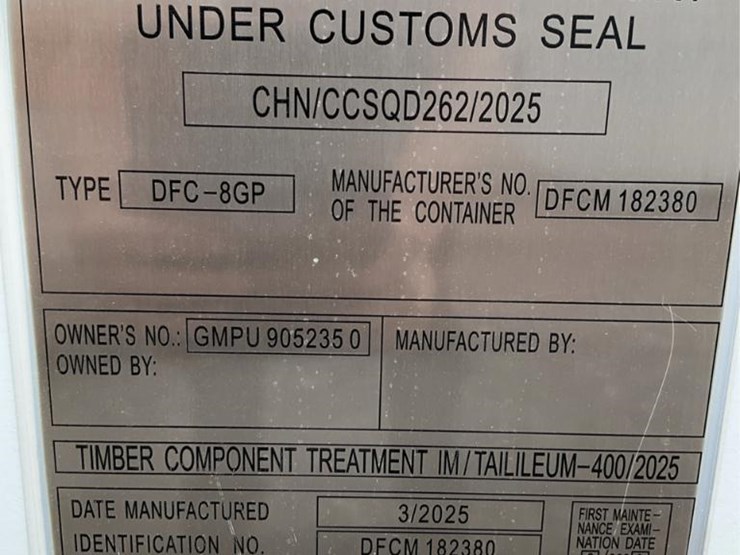 UNDER CUSTOMS SEAL
CHN/CCSQD262/2025
TYPE DFC-8GP MANUFACTURER'S NO. OF THE CONTAINER DFCM 182380
OWNER'S NO.: GMPU 905235 0
OWNED BY:
MANUFACTURED BY:
TIMBER COMPONENT TREATMENT IM/TAILILEUM-400/2025
DATE MANUFACTURED 3/2025
IDENTIFICATION NO. DFCM 182380
FIRST MAINTE-
NANCE EXAMI-
NATION DATE